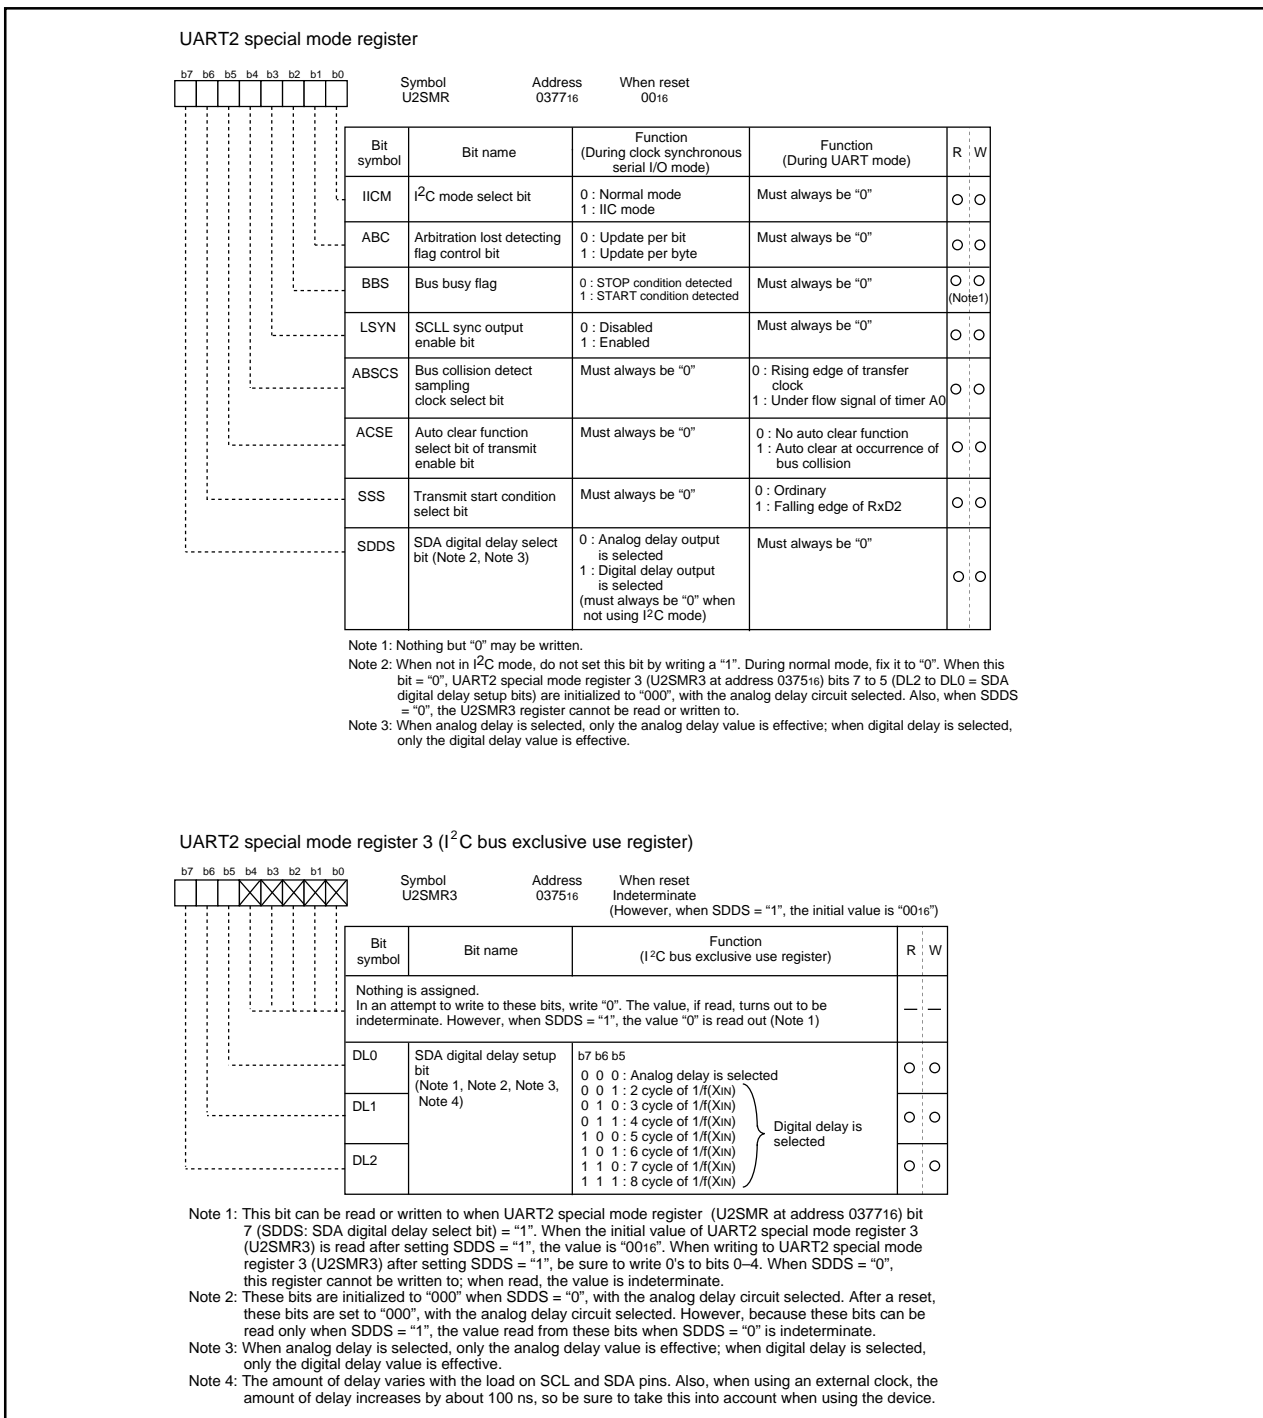 UART2 special mode register
b7 b6 b5 b4 b3 b2 b1 b0
Symbol Address When reset
U2SMR 037716 0016
Bit symbol Bit name Function (During clock synchronous serial I/O mode) Function (During UART mode) R W
IICM I2C mode select bit 0 : Normal mode 1 : IIC mode Must always be “0”
ABC Arbitration lost detecting flag control bit 0 : Update per bit 1 : Update per byte Must always be “0”
BBS Bus busy flag 0 : STOP condition detected 1 : START condition detected Must always be “0” (Note1)
LSYN SCLL sync output enable bit 0 : Disabled 1 : Enabled Must always be “0”
ABSCS Bus collision detect sampling clock select bit Must always be “0” 0 : Rising edge of transfer clock 1 : Under flow signal of timer A0
ACSE Auto clear function select bit of transmit enable bit Must always be “0” 0 : No auto clear function 1 : Auto clear at occurrence of bus collision
SSS Transmit start condition select bit Must always be “0” 0 : Ordinary 1 : Falling edge of RxD2
SDDS SDA digital delay select bit (Note 2, Note 3) 0 : Analog delay output is selected 1 : Digital delay output is selected (must always be “0” when not using I2C mode) Must always be “0”
Note 1: Nothing but “0” may be written.
Note 2: When not in I2C mode, do not set this bit by writing a “1”. During normal mode, fix it to “0”. When this
bit = “0”, UART2 special mode register 3 (U2SMR3 at address 037516) bits 7 to 5 (DL2 to DL0 = SDA
digital delay setup bits) are initialized to “000”, with the analog delay circuit selected. Also, when SDDS
= “0”, the U2SMR3 register cannot be read or written to.
Note 3: When analog delay is selected, only the analog delay value is effective; when digital delay is selected,
only the digital delay value is effective.
UART2 special mode register 3 (I2C bus exclusive use register)
b7 b6 b5 b4 b3 b2 b1 b0
Symbol Address When reset
U2SMR3 037516 Indeterminate
(However, when SDDS = “1”, the initial value is “0016”)
Bit symbol Bit name Function (I2C bus exclusive use register) R W
Nothing is assigned.
In an attempt to write to these bits, write “0”. The value, if read, turns out to be
indeterminate. However, when SDDS = “1”, the value “0” is read out (Note 1)
— —
DL0 SDA digital delay setup bit (Note 1, Note 2, Note 3, Note 4)
DL1
DL2
b7 b6 b5
0 0 0 : Analog delay is selected
0 0 1 : 2 cycle of 1/f(XIN)
0 1 0 : 3 cycle of 1/f(XIN)
0 1 1 : 4 cycle of 1/f(XIN)
1 0 0 : 5 cycle of 1/f(XIN)
1 0 1 : 6 cycle of 1/f(XIN)
1 1 0 : 7 cycle of 1/f(XIN)
1 1 1 : 8 cycle of 1/f(XIN)
Digital delay is
selected
Note 1: This bit can be read or written to when UART2 special mode register (U2SMR at address 037716) bit
7 (SDDS: SDA digital delay select bit) = “1”. When the initial value of UART2 special mode register 3
(U2SMR3) is read after setting SDDS = “1”, the value is “0016”. When writing to UART2 special mode
register 3 (U2SMR3) after setting SDDS = “1”, be sure to write 0's to bits 0–4. When SDDS = “0”,
this register cannot be written to; when read, the value is indeterminate.
Note 2: These bits are initialized to “000” when SDDS = “0”, with the analog delay circuit selected. After a reset,
these bits are set to “000”, with the analog delay circuit selected. However, because these bits can be
read only when SDDS = “1”, the value read from these bits when SDDS = “0” is indeterminate.
Note 3: When analog delay is selected, only the analog delay value is effective; when digital delay is selected,
only the digital delay value is effective.
Note 4: The amount of delay varies with the load on SCL and SDA pins. Also, when using an external clock, the
amount of delay increases by about 100 ns, so be sure to take this into account when using the device.